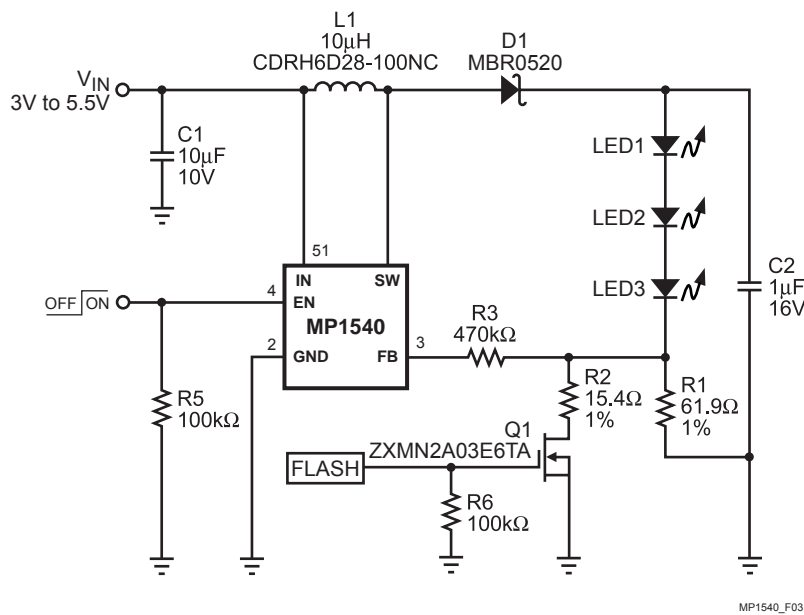 L1
10μH
CDRH6D28-100NC
D1
MBR0520
VIN
3V to 5.5V
C1
10μF
10V
LED1
LED2
LED3
C2
1μF
16V
51
IN
SW
4
EN
OFF ON
MP1540
2
GND
FB
3
R3
470kΩ
R2
15.4Ω
1%
R1
61.9Ω
1%
R5
100kΩ
Q1
ZXMN2A03E6TA
FLASH
R6
100kΩ
MP1540_F03